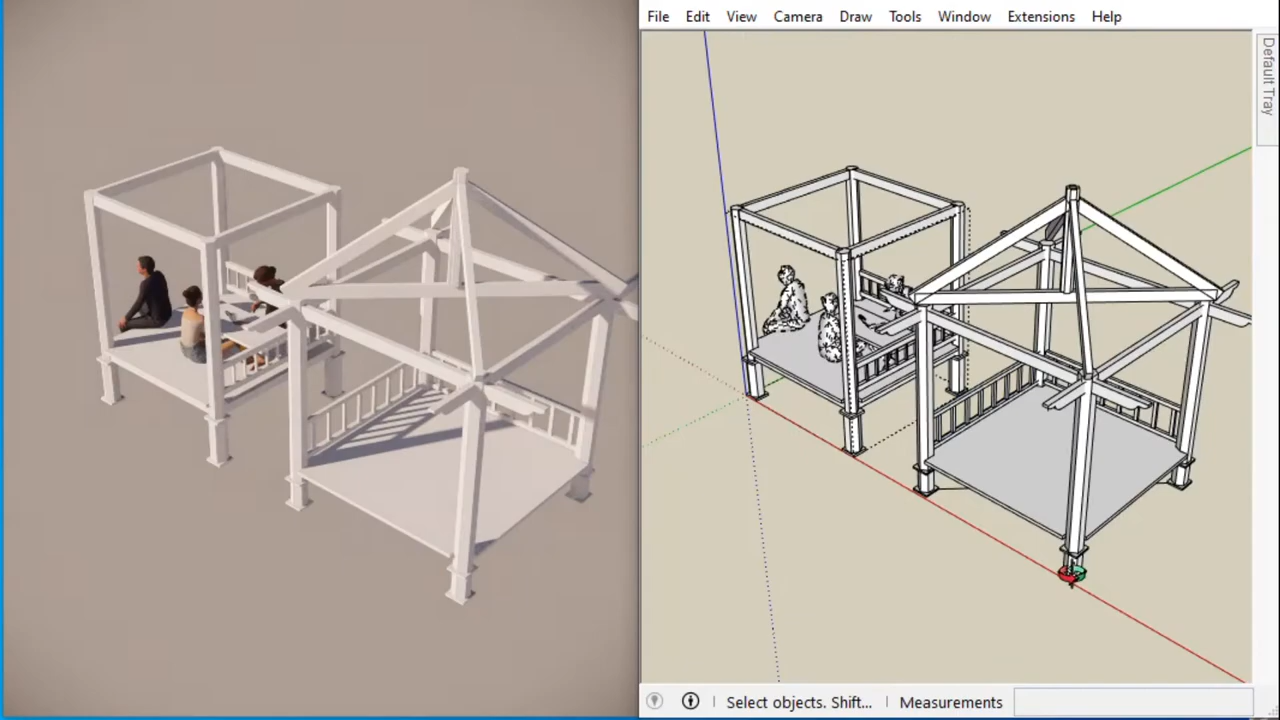 File Edit View Camera Draw Tools Window Extensions Help
Default Tray
Select objects. Shift... Measurements